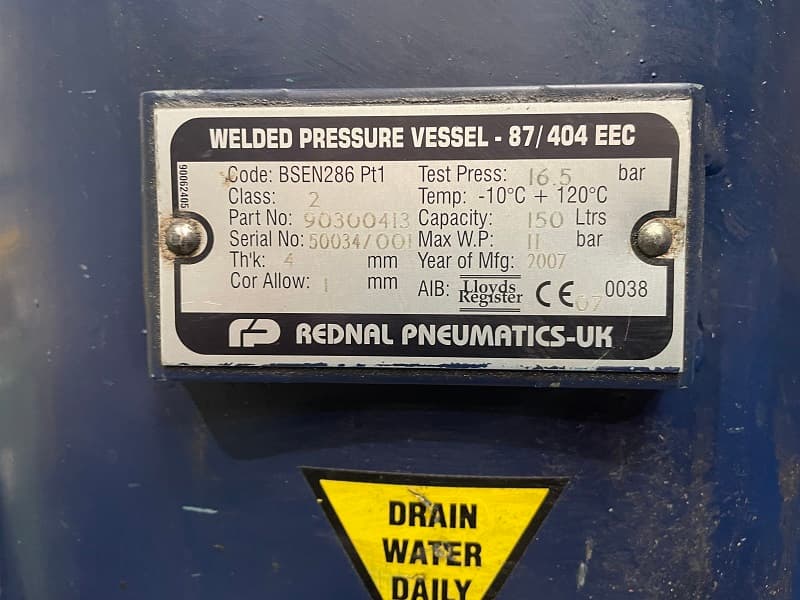 WELDED PRESSURE VESSEL - 87/404 EEC
90062405
Code: BSEN286 Pt1
Class: 2
Part No: 90300413
Serial No: 50034/001
Th'k: 4 mm
Cor Allow: 1 mm
Test Press: 16.5 bar
Temp: -10°C + 120°C
Capacity: 150 Ltrs
Max W.P: 11 bar
Year of Mfg: 2007
AIB: Lloyds Register CE 07 0038
rp REDNAL PNEUMATICS-UK
DRAIN
WATER
DAILY